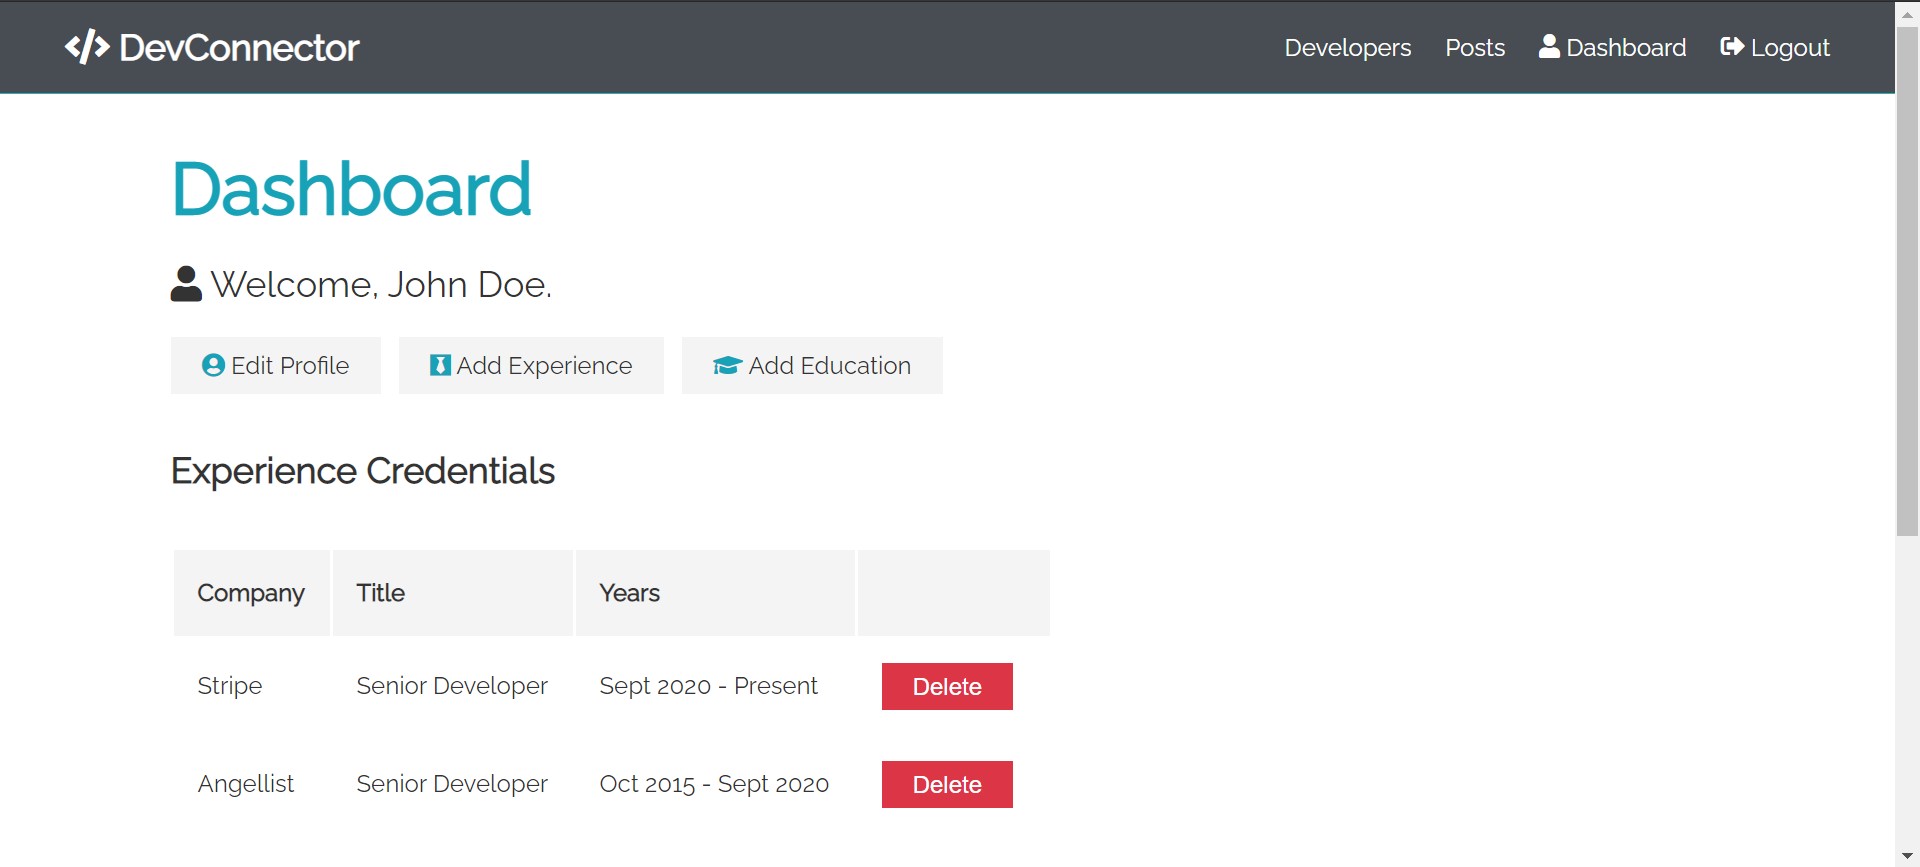 DevConnector
Developers Posts Dashboard Logout
Dashboard
Welcome, John Doe.
Edit Profile Add Experience Add Education
Experience Credentials
Company Title Years
Stripe Senior Developer Sept 2020 - Present Delete
Angellist Senior Developer Oct 2015 - Sept 2020 Delete